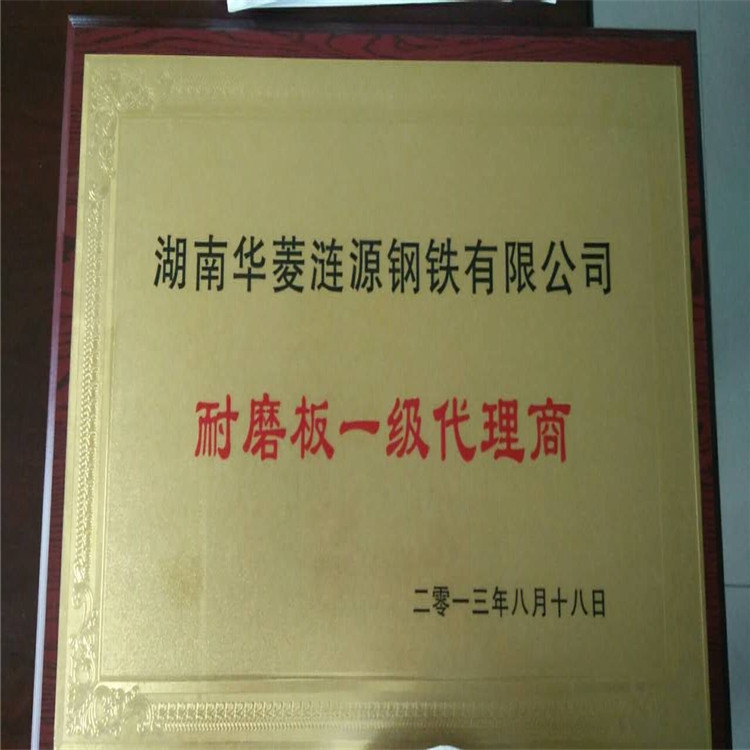 湖南华菱涟源钢铁有限公司
耐磨板一级代理商
二零一三年八月十八日